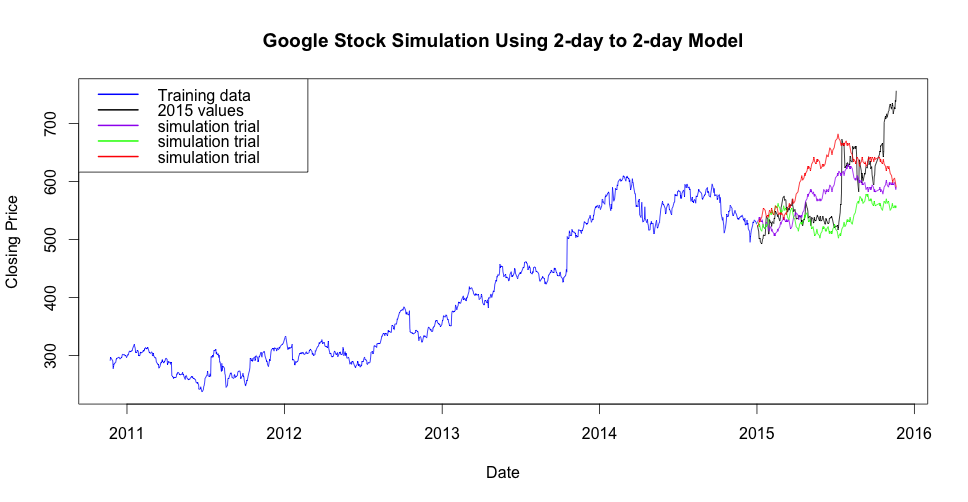 Google Stock Simulation Using 2-day to 2-day Model
Training data
2015 values
simulation trial
simulation trial
simulation trial
Closing Price
700
600
500
400
300
2011 2012 2013 2014 2015 2016
Date